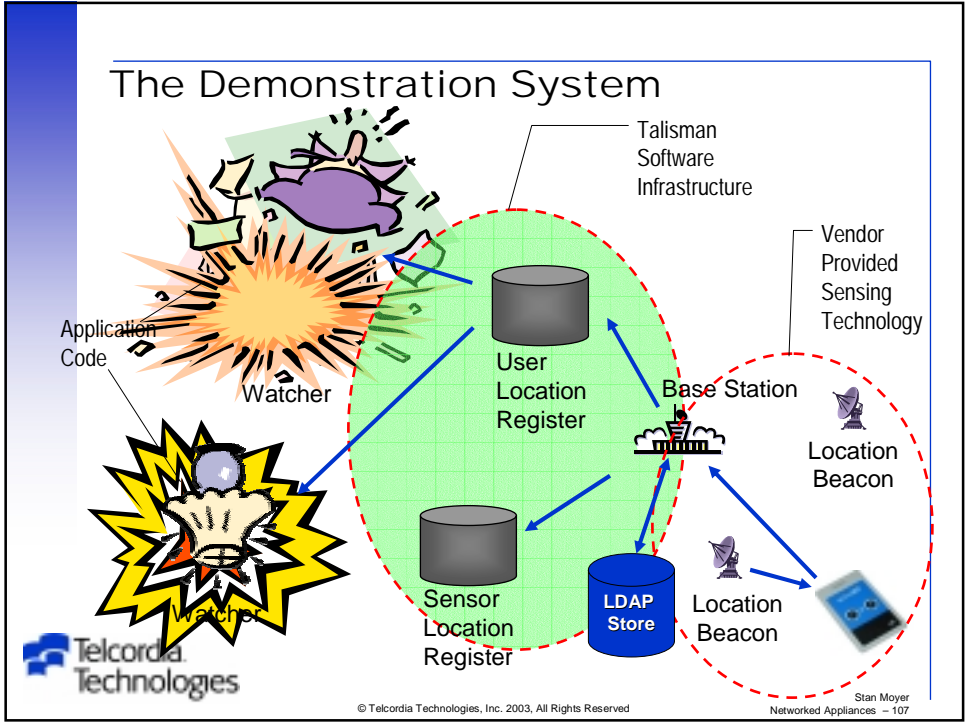 The Demonstration System
Talisman
Software
Infrastructure
Vendor
Provided
Sensing
Technology
Application
Code
Watcher
User
Location
Register
Base Station
Location
Beacon
Watcher
Sensor
Location
Register
LDAP
Store
Location
Beacon
Telcordia
Technologies
© Telcordia Technologies, Inc. 2003, All Rights Reserved
Stan Moyer
Networked Appliances – 107